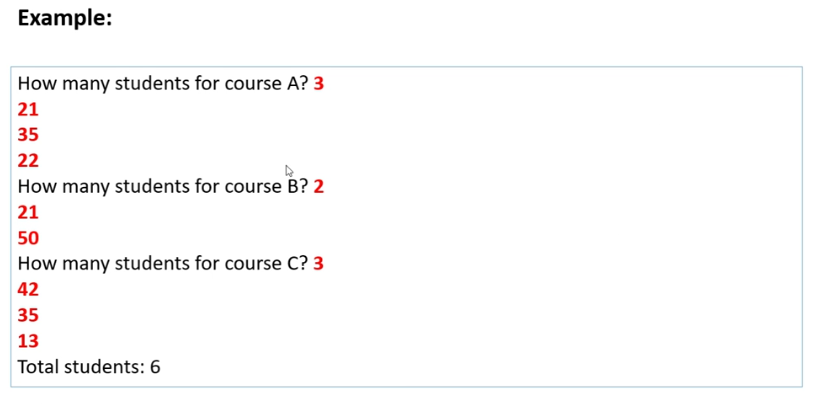 Example:
How many students for course A? 3
21
35
22
How many students for course B? 2
21
50
How many students for course C? 3
42
35
13
Total students: 6